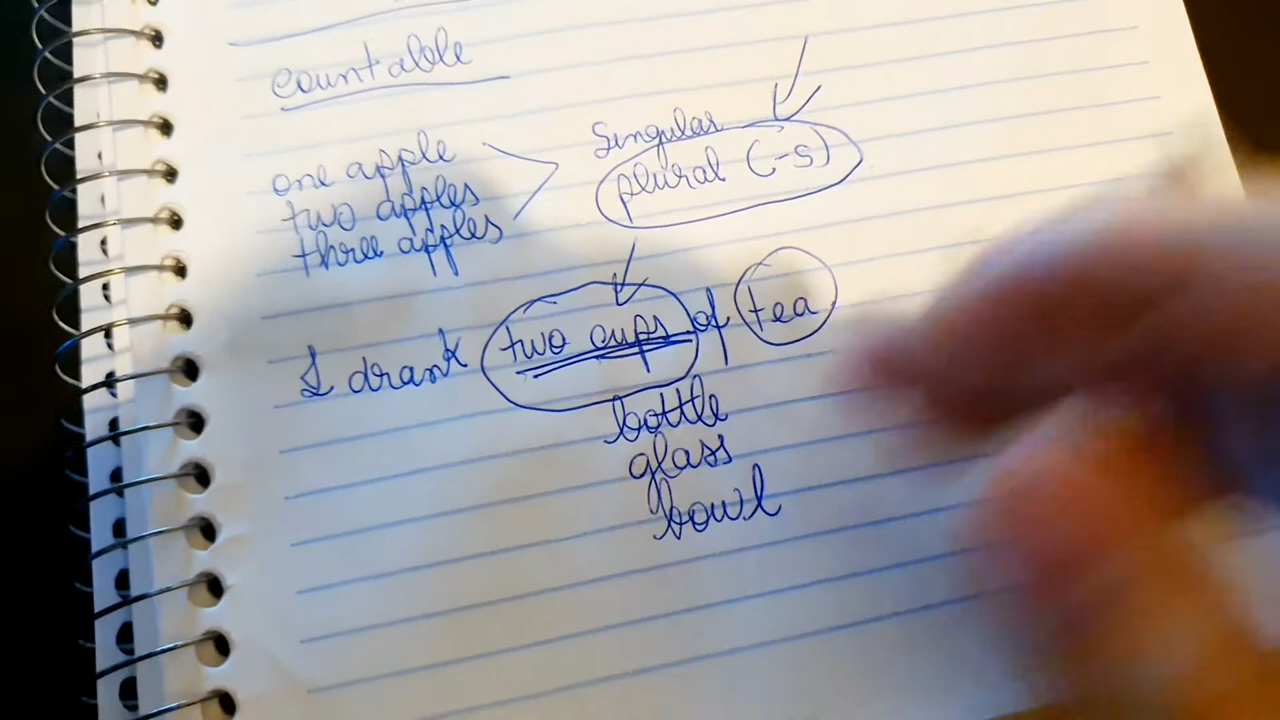 countable
one apple
two apples
three apples
Singular
plural (-s)
I drank two cups of tea
bottle
glass
bowl